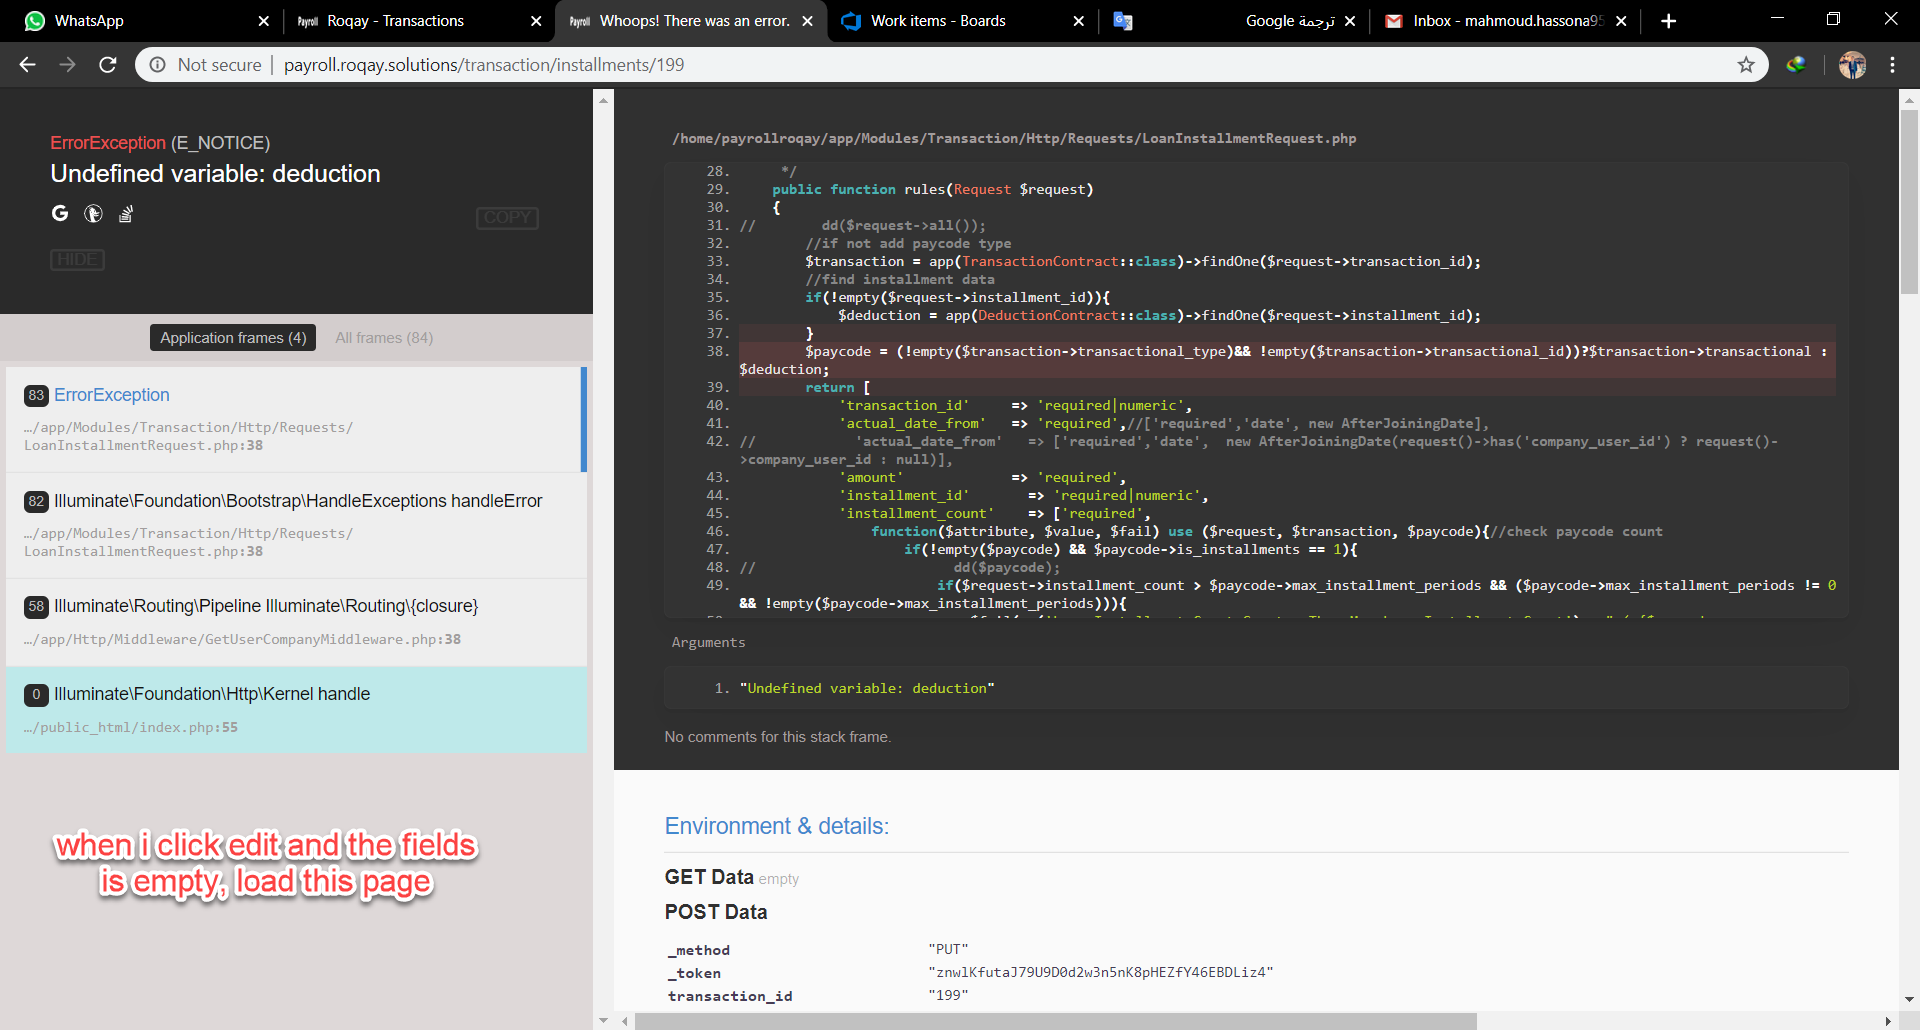 WhatsApp
Payroll Roqay - Transactions
Payroll Whoops! There was an error.
Work items - Boards
ترجمة Google
Inbox - mahmoud.hassona95
Not secure | payroll.roqay.solutions/transaction/installments/199
ErrorException (E_NOTICE)
Undefined variable: deduction
COPY
HIDE
Application frames (4) All frames (84)
83 ErrorException
…/app/Modules/Transaction/Http/Requests/
LoanInstallmentRequest.php:38
82 Illuminate\Foundation\Bootstrap\HandleExceptions handleError
…/app/Modules/Transaction/Http/Requests/
LoanInstallmentRequest.php:38
58 Illuminate\Routing\Pipeline Illuminate\Routing\{closure}
…/app/Http/Middleware/GetUserCompanyMiddleware.php:38
0 Illuminate\Foundation\Http\Kernel handle
…/public_html/index.php:55
when i click edit and the fields
is empty, load this page
/home/payrollroqay/app/Modules/Transaction/Http/Requests/LoanInstallmentRequest.php
28. */
29. public function rules(Request $request)
30. {
31. // dd($request->all());
32. //if not add paycode type
33. $transaction = app(TransactionContract::class)->findOne($request->transaction_id);
34. //find installment data
35. if(!empty($request->installment_id)){
36. $deduction = app(DeductionContract::class)->findOne($request->installment_id);
37. }
38. $paycode = (!empty($transaction->transactional_type)&& !empty($transaction->transactional_id))?$transaction->transactional :
$deduction;
39. return [
40. 'transaction_id' => 'required|numeric',
41. 'actual_date_from' => 'required',//['required','date', new AfterJoiningDate],
42. // 'actual_date_from' => ['required','date', new AfterJoiningDate(request()->has('company_user_id') ? request()-
>company_user_id : null)],
43. 'amount' => 'required',
44. 'installment_id' => 'required|numeric',
45. 'installment_count' => ['required',
46. function($attribute, $value, $fail) use ($request, $transaction, $paycode){//check paycode count
47. if(!empty($paycode) && $paycode->is_installments == 1){
48. // dd($paycode);
49. if($request->installment_count > $paycode->max_installment_periods && ($paycode->max_installment_periods != 0
&& !empty($paycode->max_installment_periods))){
Arguments
1. "Undefined variable: deduction"
No comments for this stack frame.
Environment & details:
GET Data empty
POST Data
_method "PUT"
_token "znwlKfutaJ79U9D0d2w3n5nK8pHEZfY46EBDLiz4"
transaction_id "199"